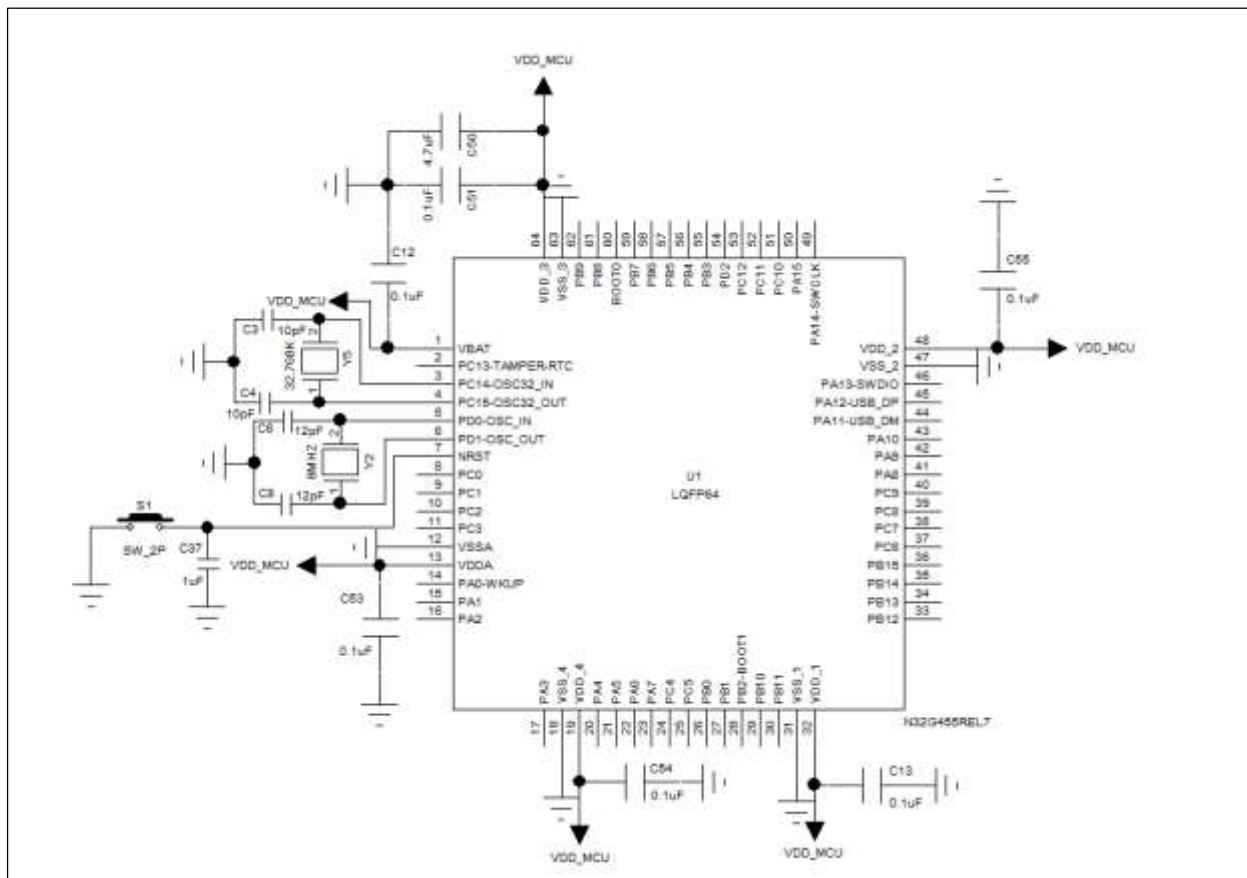 VDD_MCU
4.7uF
C50
0.1uF
C51
C12
0.1uF
VDD_MCU
C3
10pF
2
32.768K
Y5
1
C4
10pF
C6
12pF
2
8MHZ
Y2
1
C8
12pF
S1
SW_2P
C37
1uF
VDD_MCU
C53
0.1uF
64 63 62 61 60 59 58 57 56 55 54 53 52 51 50 49
VDD_3
VSS_3
PB9
PB8
BOOT0
PB7
PB6
PB5
PB4
PB3
PD2
PC12
PC11
PC10
PA15
PA14-SWCLK
1 VBAT
2 PC13-TAMPER-RTC
3 PC14-OSC32_IN
4 PC15-OSC32_OUT
5 PD0-OSC_IN
6 PD1-OSC_OUT
7 NRST
8 PC0
9 PC1
10 PC2
11 PC3
12 VSSA
13 VDDA
14 PA0-WKUP
15 PA1
16 PA2
U1
LQFP64
VDD_2 48
VSS_2 47
PA13-SWDIO 46
PA12-USB_DP 45
PA11-USB_DM 44
PA10 43
PA9 42
PA8 41
PC9 40
PC8 39
PC7 38
PC6 37
PB15 36
PB14 35
PB13 34
PB12 33
C55
0.1uF
VDD_MCU
PA3
VSS_4
VDD_4
PA4
PA5
PA6
PA7
PC4
PC5
PB0
PB1
PB2-BOOT1
PB10
PB11
VSS_1
VDD_1
17 18 19 20 21 22 23 24 25 26 27 28 29 30 31 32
N32G455REL7
C54
0.1uF
VDD_MCU
C13
0.1uF
VDD_MCU